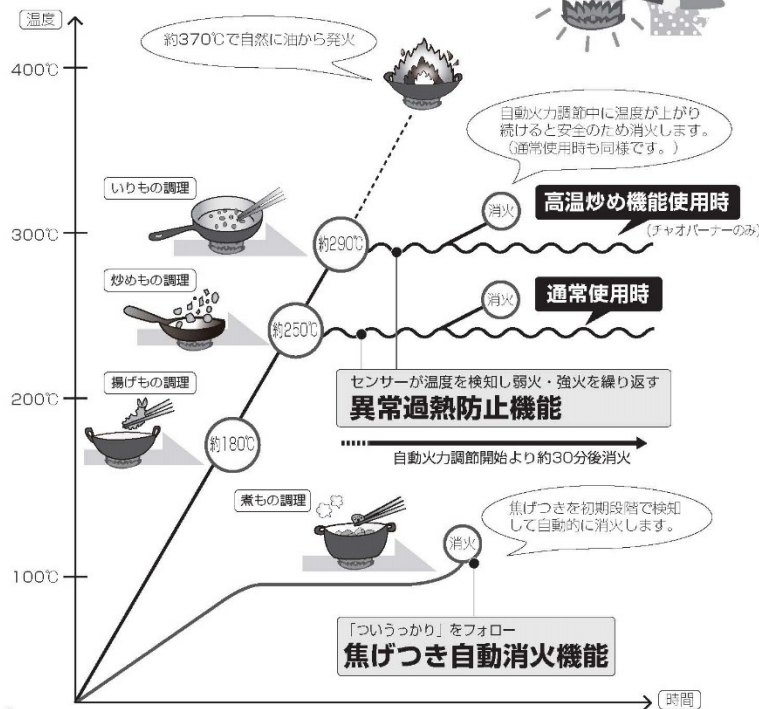 温度
400℃
約370℃で自然に油から発火
自動火力調節中に温度が上がり
続けると安全のため消火します。
(通常使用時も同様です。)
いりもの調理
消火
高温炒め機能使用時
(チャオバーナーのみ)
300℃
約290℃
炒めもの調理
消火
通常使用時
約250℃
揚げもの調理
200℃
センサーが温度を検知し弱火・強火を繰り返す
異常過熱防止機能
約180℃
自動火力調節開始より約30分後消火
煮もの調理
焦げつきを初期段階で検知
して自動的に消火します。
消火
100℃
「ついうっかり」をフォロー
焦げつき自動消火機能
時間